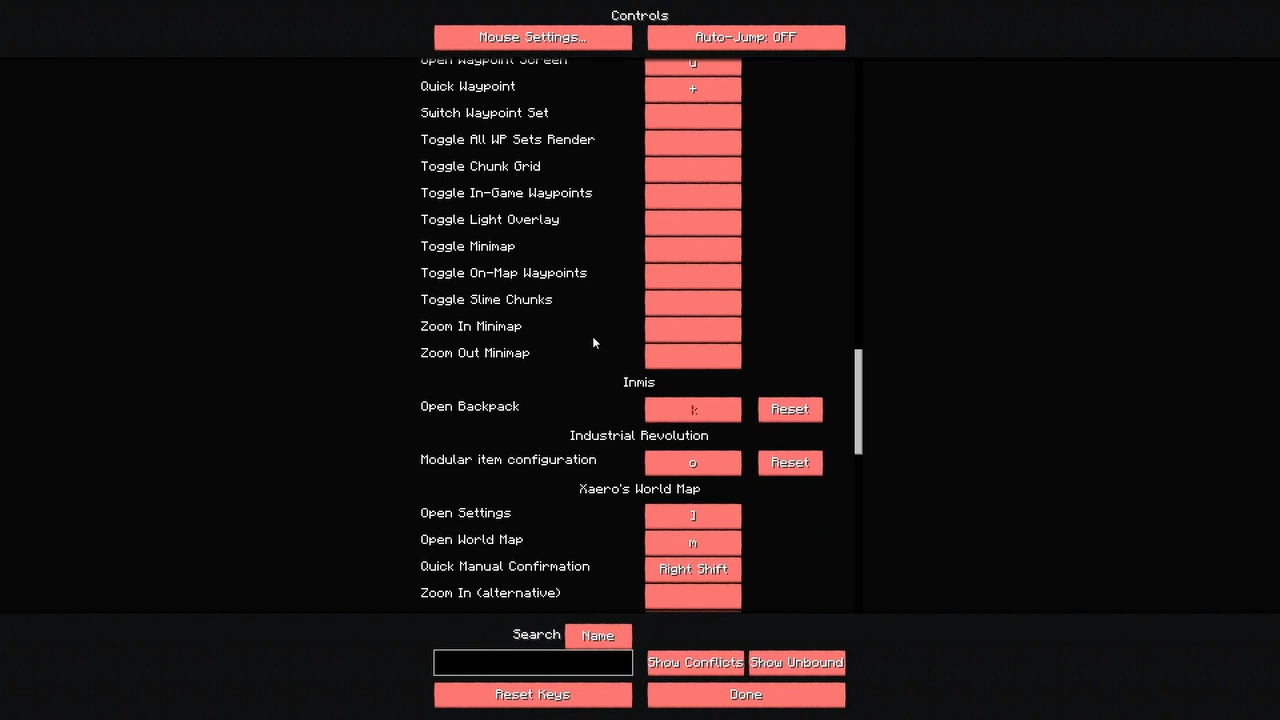 Controls
Mouse Settings...
Auto-Jump: OFF
Open Waypoint Screen u
Quick Waypoint +
Switch Waypoint Set
Toggle All WP Sets Render
Toggle Chunk Grid
Toggle In-Game Waypoints
Toggle Light Overlay
Toggle Minimap
Toggle On-Map Waypoints
Toggle Slime Chunks
Zoom In Minimap
Zoom Out Minimap
Inmis
Open Backpack k Reset
Industrial Revolution
Modular item configuration o Reset
Xaero's World Map
Open Settings ]
Open World Map m
Quick Manual Confirmation Right Shift
Zoom In (alternative)
Search Name
Show Conflicts Show Unbound
Reset Keys Done